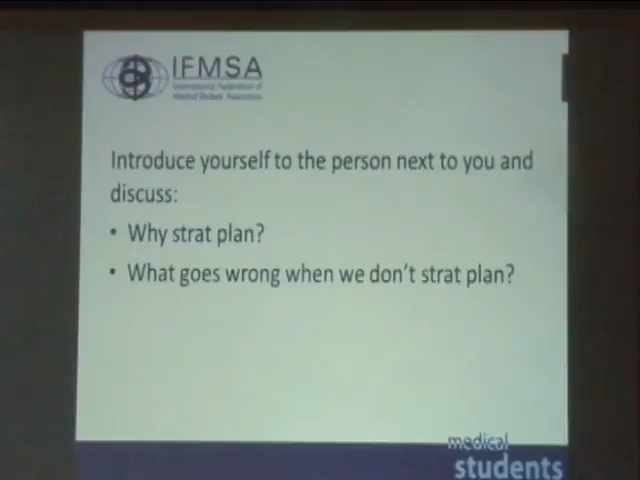 IFMSA
International Federation of
Medical Students' Associations
Introduce yourself to the person next to you and
discuss:
• Why strat plan?
• What goes wrong when we don't strat plan?
medical
students